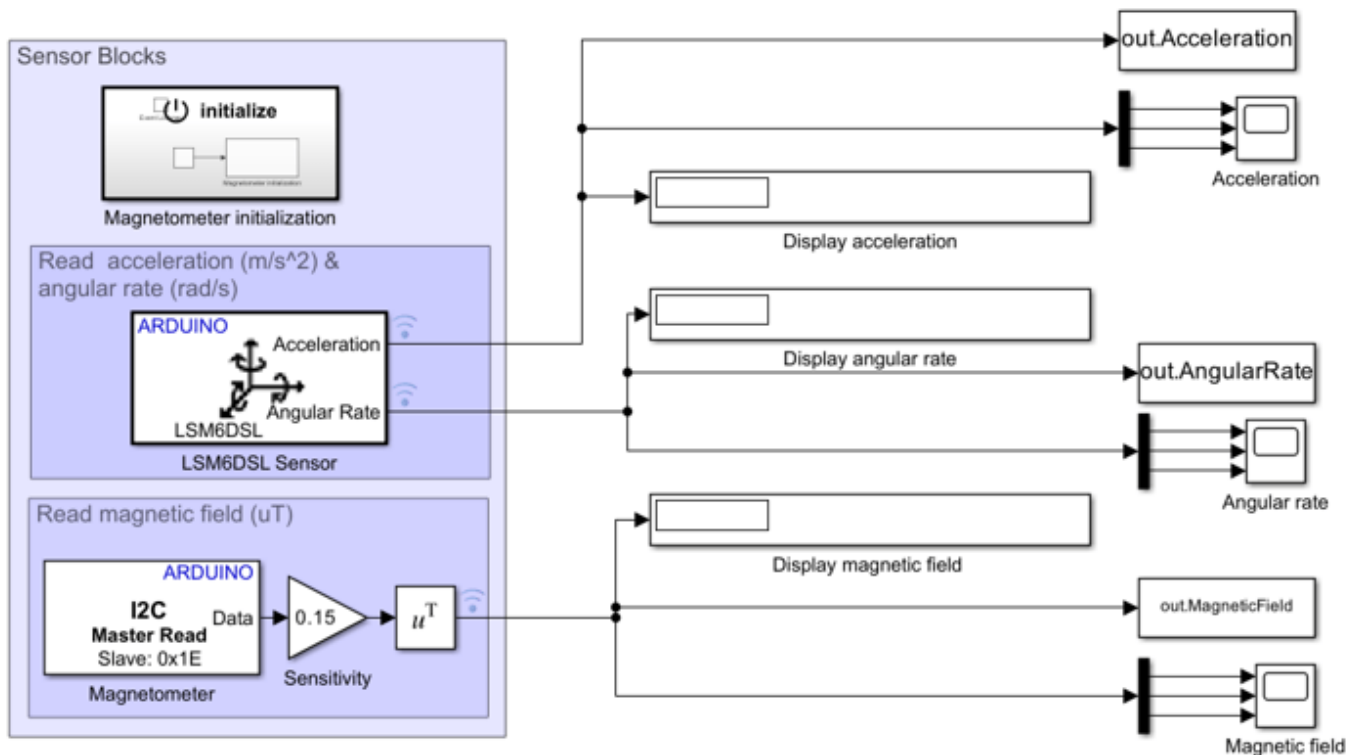 Sensor Blocks
initialize
Magnetometer initialization
Magnetometer initialization
Read acceleration (m/s^2) &
angular rate (rad/s)
ARDUINO
Acceleration
Angular Rate
LSM6DSL
LSM6DSL Sensor
Read magnetic field (uT)
ARDUINO
I2C
Data
Master Read
Slave: 0x1E
Magnetometer
0.15
Sensitivity
u^T
out.Acceleration
Acceleration
Display acceleration
Display angular rate
out.AngularRate
Angular rate
Display magnetic field
out.MagneticField
Magnetic field